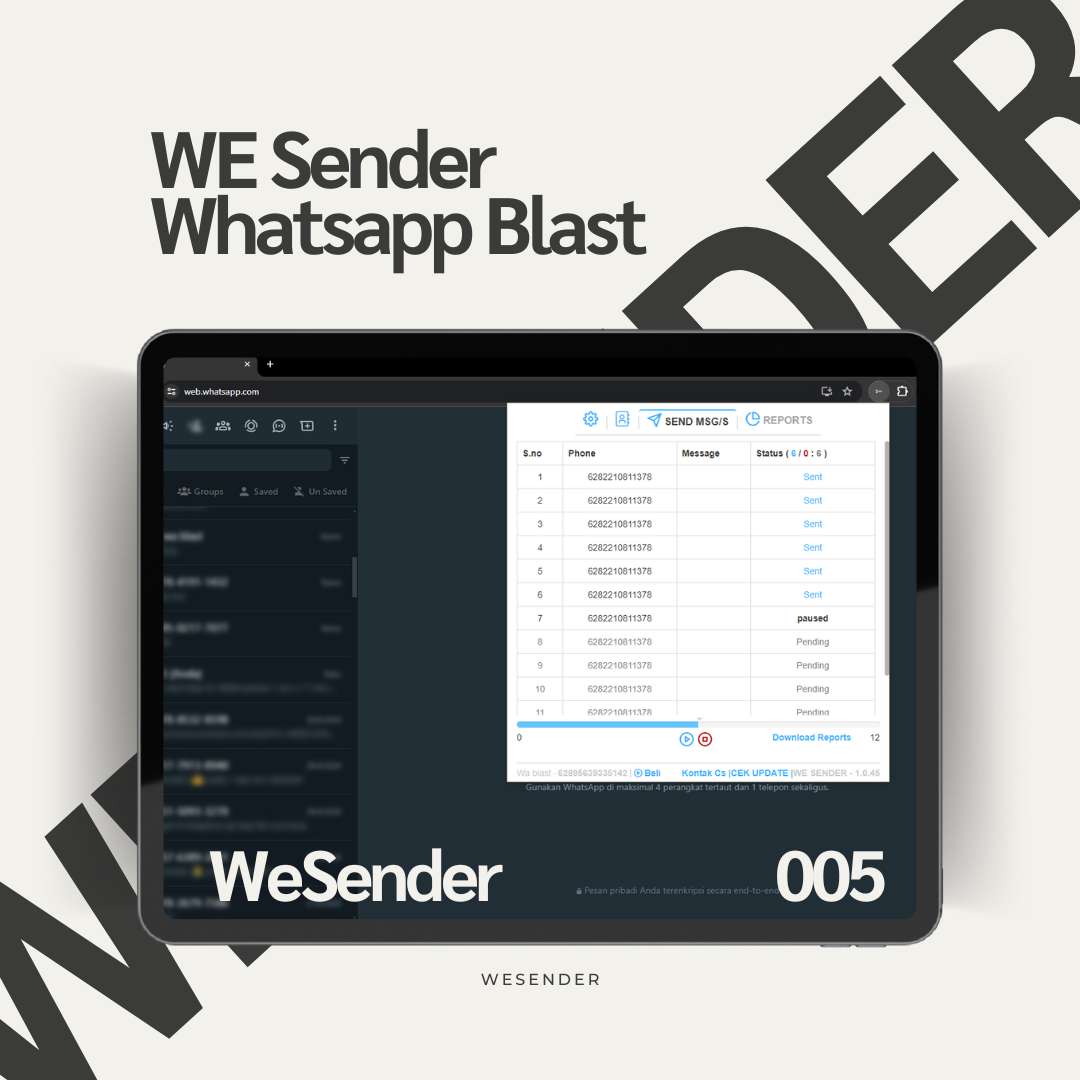 WE Sender
Whatsapp Blast
DER
web.whatsapp.com
SEND MSG/S
REPORTS
S.no Phone Message Status ( 6 / 0 : 6 )
1 6282210811378 Sent
2 6282210811378 Sent
3 6282210811378 Sent
4 6282210811378 Sent
5 6282210811378 Sent
6 6282210811378 Sent
7 6282210811378 paused
8 6282210811378 Pending
9 6282210811378 Pending
10 6282210811378 Pending
11 6282210811378 Pending
0 Download Reports 12
Wa blast - 62895639335142 | Beli Kontak Cs |CEK UPDATE |WE SENDER - 1.0.45
Gunakan WhatsApp di maksimal 4 perangkat tertaut dan 1 telepon sekaligus.
Groups Saved Un Saved
Pesan pribadi Anda terenkripsi secara end-to-end
WeSender 005
WESENDER